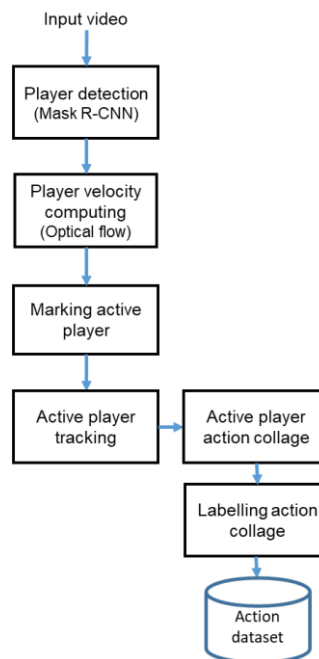 Input video
Player detection
(Mask R-CNN)
Player velocity
computing
(Optical flow)
Marking active
player
Active player
tracking
Active player
action collage
Labelling action
collage
Action
dataset